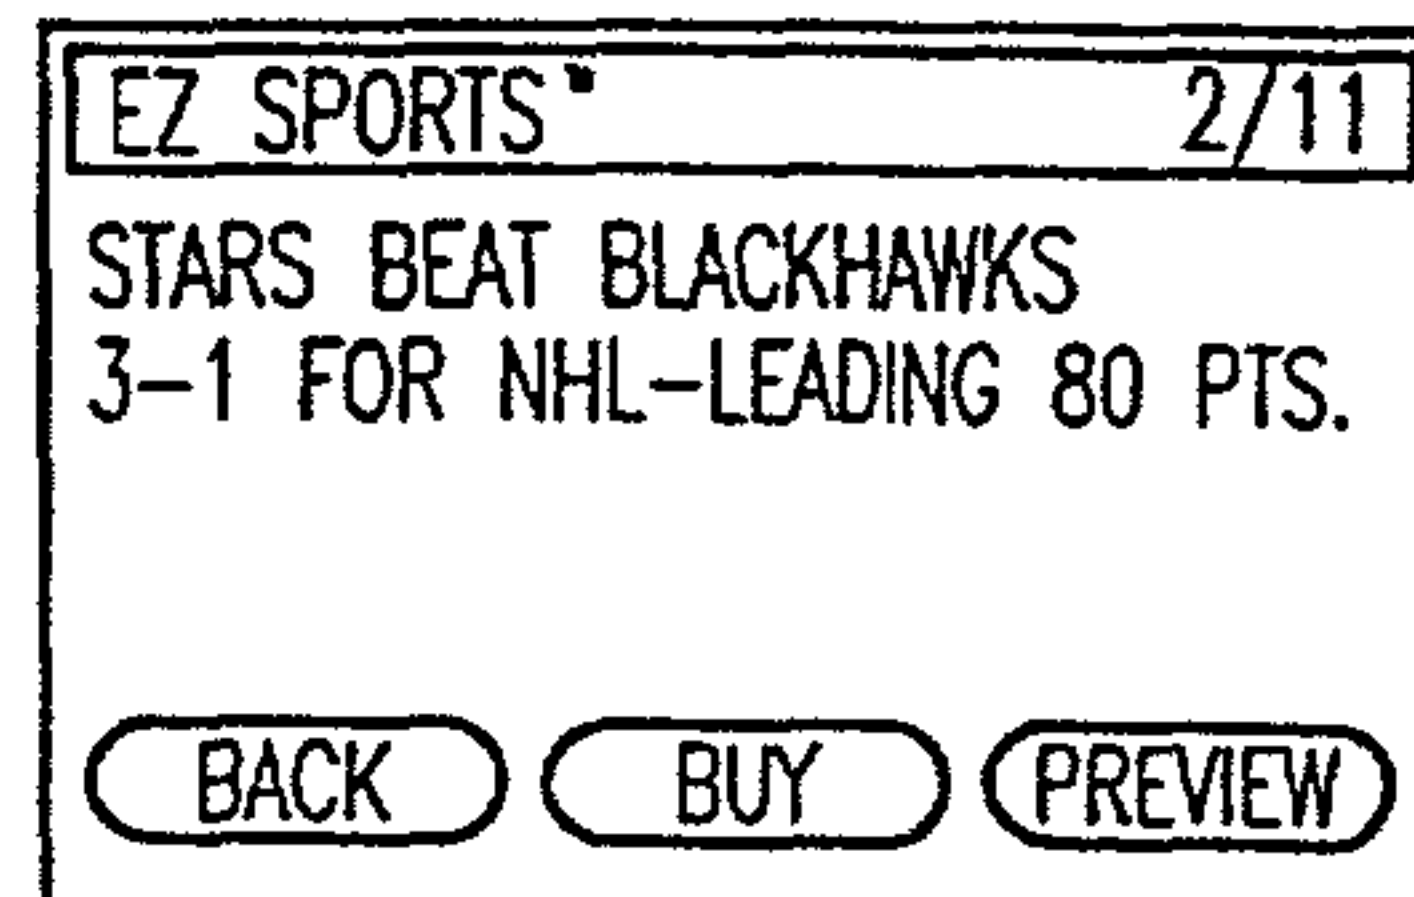 EZ SPORTS 2/11
STARS BEAT BLACKHAWKS
3-1 FOR NHL-LEADING 80 PTS.
BACK BUY PREVIEW